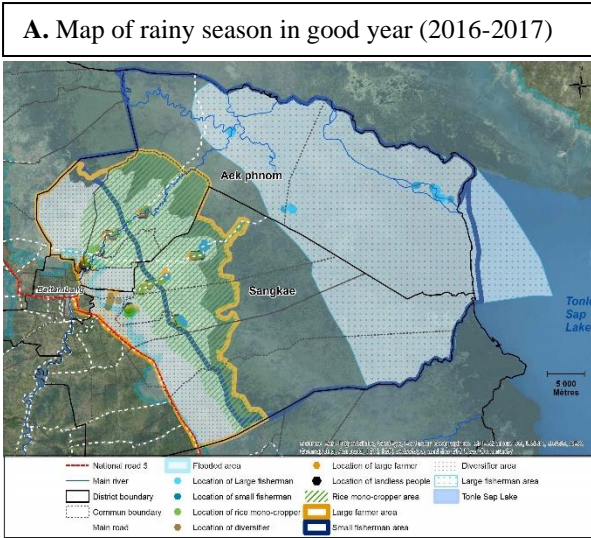 A. Map of rainy season in good year (2016-2017)
Aek phnom
Sangkae
Battambang
Tonle
Sap
Lake
5 000
Mètres
National road 5
Main river
District boundary
Commun boundary
Main road
Flooded area
Location of Large fisherman
Location of small fisherman
Location of rice mono-cropper
Location of diversifier
Location of large farmer
Location of landless people
Rice mono-cropper area
Large farmer area
Small fisherman area
Diversifier area
Large fisherman area
Tonle Sap Lake